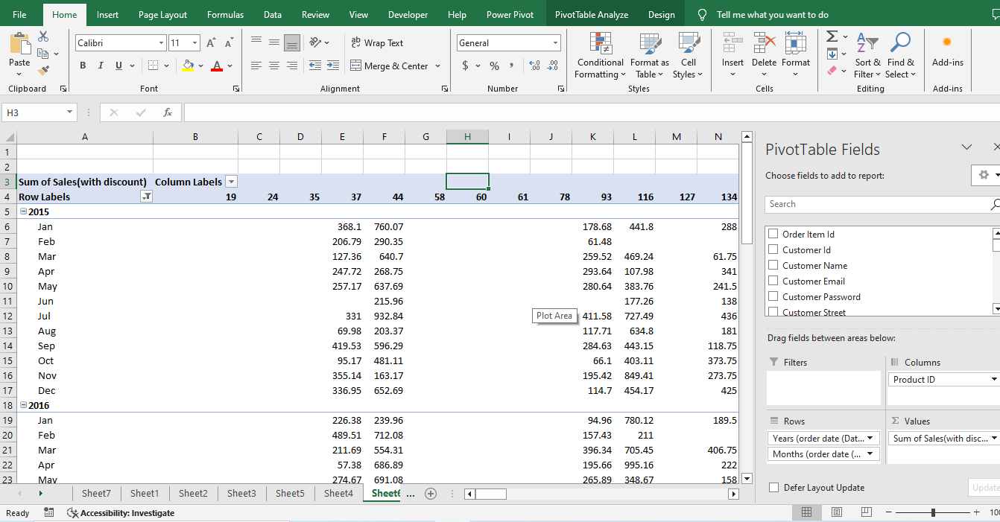 File Home Insert Page Layout Formulas Data Review View Developer Help Power Pivot PivotTable Analyze Design Tell me what you want to do
Paste
Calibri 11 A A
B I U A
ab Wrap Text
Merge & Center
General
$ % ,
Conditional Formatting
Format as Table
Cell Styles
Insert Delete Format
Sort & Filter
Find & Select
Add-ins
Clipboard Font Alignment Number Styles Cells Editing Add-ins
H3 fx
A B C D E F G H I J K L M N
1
2
3 Sum of Sales(with discount) Column Labels
4 Row Labels 19 24 35 37 44 58 60 61 78 93 116 127 134
5 2015
6 Jan 368.1 760.07 178.68 441.8 288
7 Feb 206.79 290.35 61.48
8 Mar 127.36 640.7 259.52 469.24 61.75
9 Apr 247.72 268.75 293.64 107.98 341
10 May 257.17 637.69 280.64 383.76 241.5
11 Jun 215.96 177.26 138
12 Jul 331 932.84 Plot Area 411.58 727.49 436
13 Aug 69.98 203.37 117.71 634.8 181
14 Sep 419.53 596.29 284.63 443.15 118.75
15 Oct 95.17 481.11 66.1 403.11 373.75
16 Nov 355.14 163.17 195.42 849.41 273.75
17 Dec 336.95 652.69 114.7 454.17 425
18 2016
19 Jan 226.38 239.96 94.96 780.12 189.5
20 Feb 489.51 712.08 157.43 211
21 Mar 211.69 554.31 396.34 705.45 406.75
22 Apr 57.38 686.89 195.66 995.16 222
23 May 274.67 691.08 265.89 348.67 158
Sheet7 Sheet1 Sheet2 Sheet3 Sheet5 Sheet4 Sheet6 ...
Ready Accessibility: Investigate
PivotTable Fields
Choose fields to add to report:
Search
Order Item Id
Customer Id
Customer Name
Customer Email
Customer Password
Customer Street
Drag fields between areas below:
Filters
Columns
Product ID
Rows
Years (order date (Dat...
Months (order date (...
Σ Values
Sum of Sales(with disc...
Defer Layout Update
Update
100